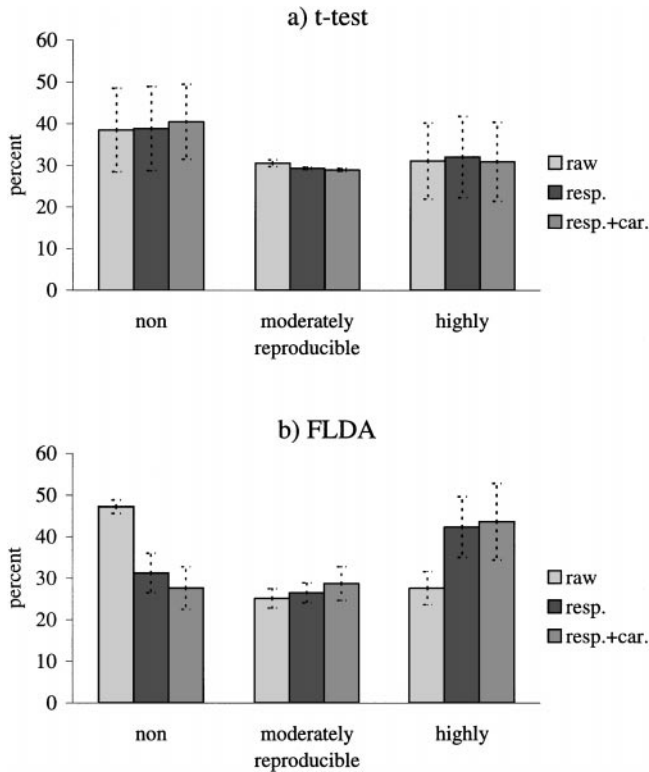 a) t-test
60
50
40
30
20
10
0
percent
raw
resp.
resp.+car.
non
moderately
reproducible
highly
b) FLDA
60
50
40
30
20
10
0
percent
raw
resp.
resp.+car.
non
moderately
reproducible
highly